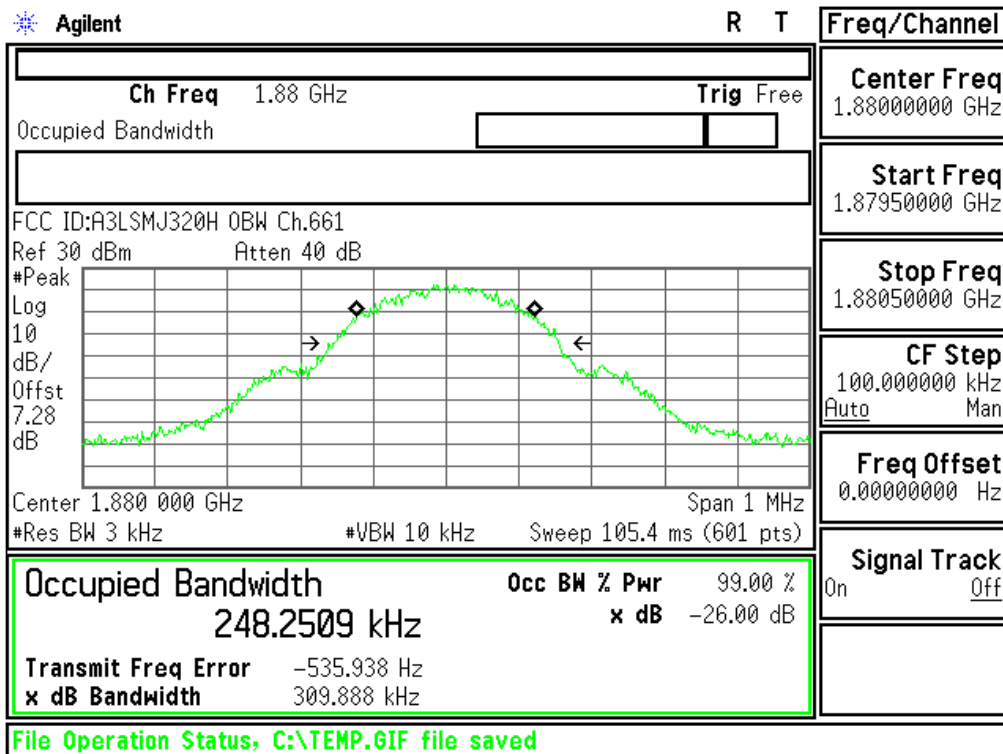 Agilent R T Freq/Channel
Ch Freq 1.88 GHz Trig Free
Occupied Bandwidth
Center Freq
1.88000000 GHz
Start Freq
1.87950000 GHz
Stop Freq
1.88050000 GHz
CF Step
100.000000 kHz
Auto Man
Freq Offset
0.00000000 Hz
Signal Track
On Off
FCC ID:A3LSMJ320H OBW Ch.661
Ref 30 dBm Atten 40 dB
#Peak
Log
10
dB/
Offst
7.28
dB
Center 1.880 000 GHz Span 1 MHz
#Res BW 3 kHz #VBW 10 kHz Sweep 105.4 ms (601 pts)
Occupied Bandwidth Occ BW % Pwr 99.00 %
248.2509 kHz x dB -26.00 dB
Transmit Freq Error -535.938 Hz
x dB Bandwidth 309.888 kHz
File Operation Status, C:\TEMP.GIF file saved